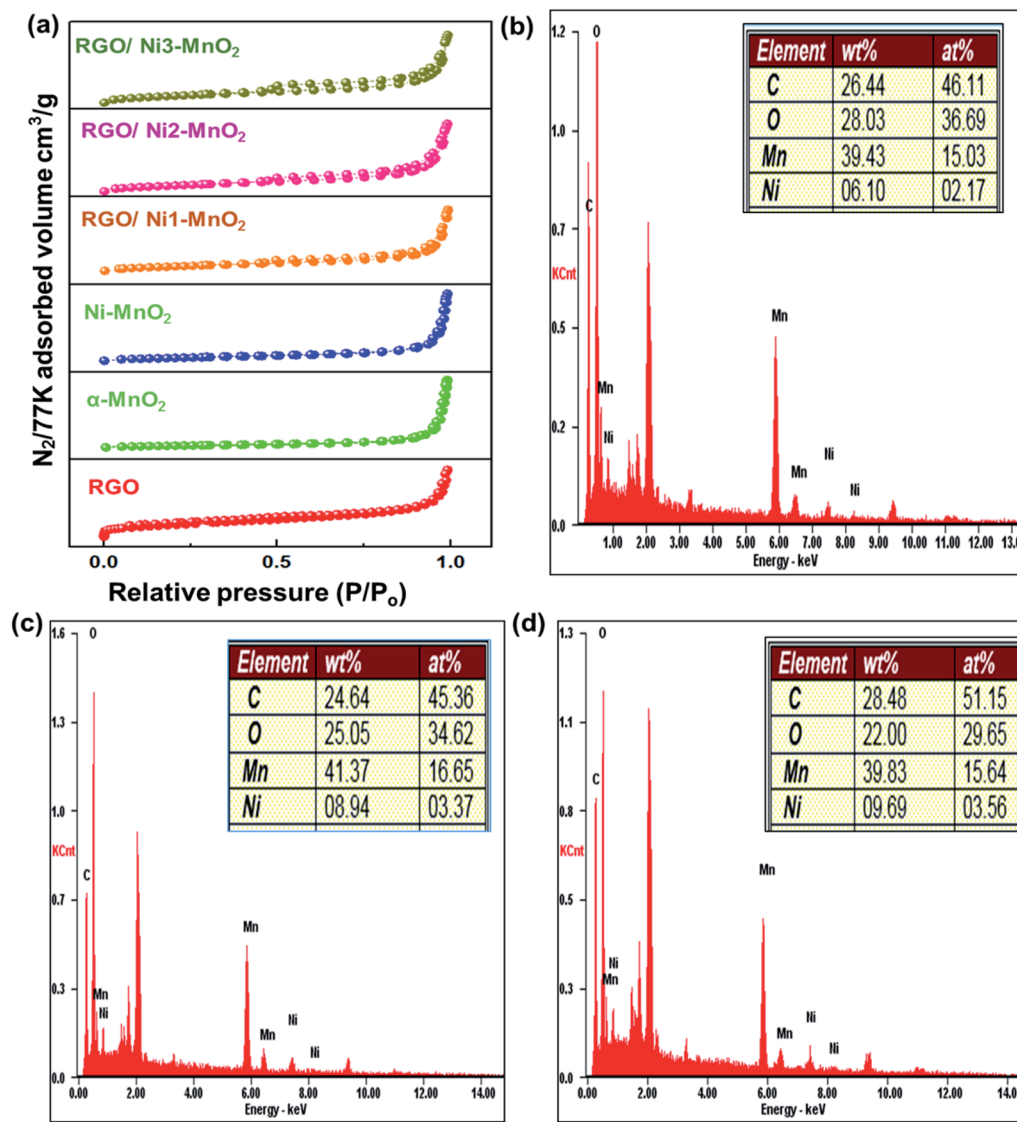 (a)
RGO/ Ni3-MnO₂
RGO/ Ni2-MnO₂
RGO/ Ni1-MnO₂
Ni-MnO₂
α-MnO₂
RGO
N₂/77K adsorbed volume cm³/g
0.0 0.5 1.0
Relative pressure (P/Pₒ)
(b)
O
1.2
1.0
0.7
0.5
0.2
0.0
KCnt
C
Mn
Ni
Mn
Mn
Ni
Ni
Element wt% at%
C 26.44 46.11
O 28.03 36.69
Mn 39.43 15.03
Ni 06.10 02.17
1.00 2.00 3.00 4.00 5.00 6.00 7.00 8.00 9.00 10.00 11.00 12.00 13.
Energy - keV
(c)
O
1.6
1.3
1.0
0.7
0.3
0.0
KCnt
C
Mn
Ni
Mn
Mn
Ni
Ni
Element wt% at%
C 24.64 45.36
O 25.05 34.62
Mn 41.37 16.65
Ni 08.94 03.37
0.00 2.00 4.00 6.00 8.00 10.00 12.00 14.00
Energy - keV
(d)
O
1.3
1.1
0.8
0.5
0.3
0.0
KCnt
C
Ni
Mn
Mn
Mn
Ni
Ni
Element wt% at%
C 28.48 51.15
O 22.00 29.65
Mn 39.83 15.64
Ni 09.69 03.56
0.00 2.00 4.00 6.00 8.00 10.00 12.00 14.00
Energy - keV